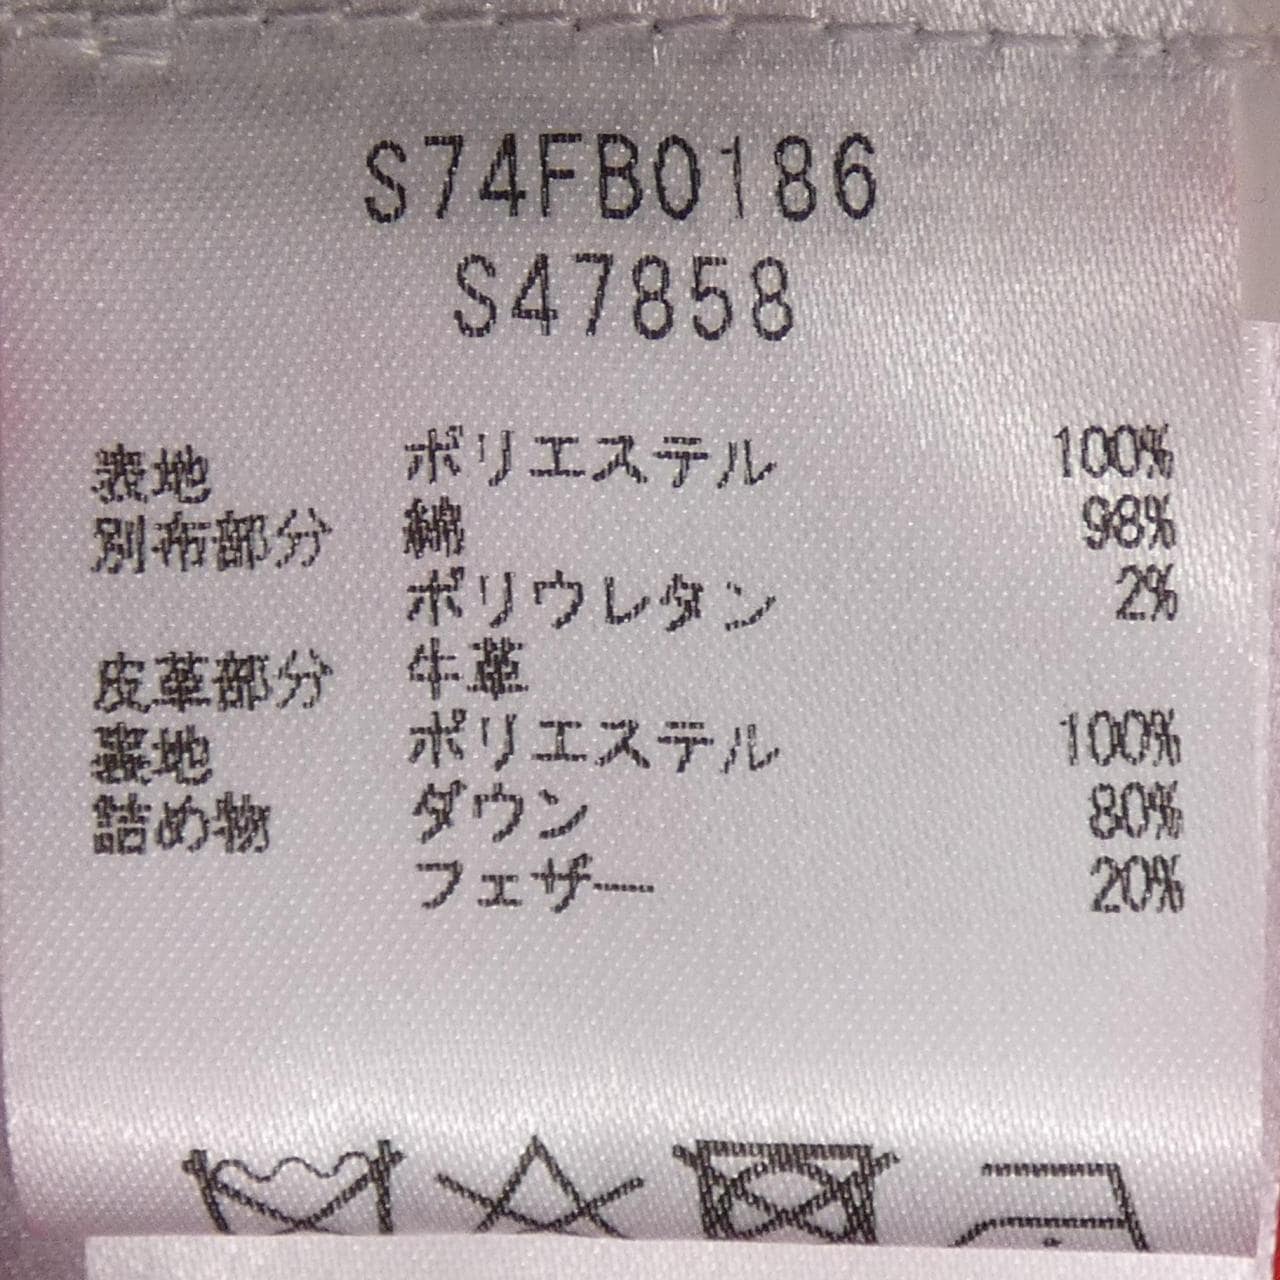 S74FB0186
S47858
表地 ポリエステル 100%
別布部分 綿 98%
ポリウレタン 2%
皮革部分 牛革
裏地 ポリエステル 100%
詰め物 ダウン 80%
フェザー 20%